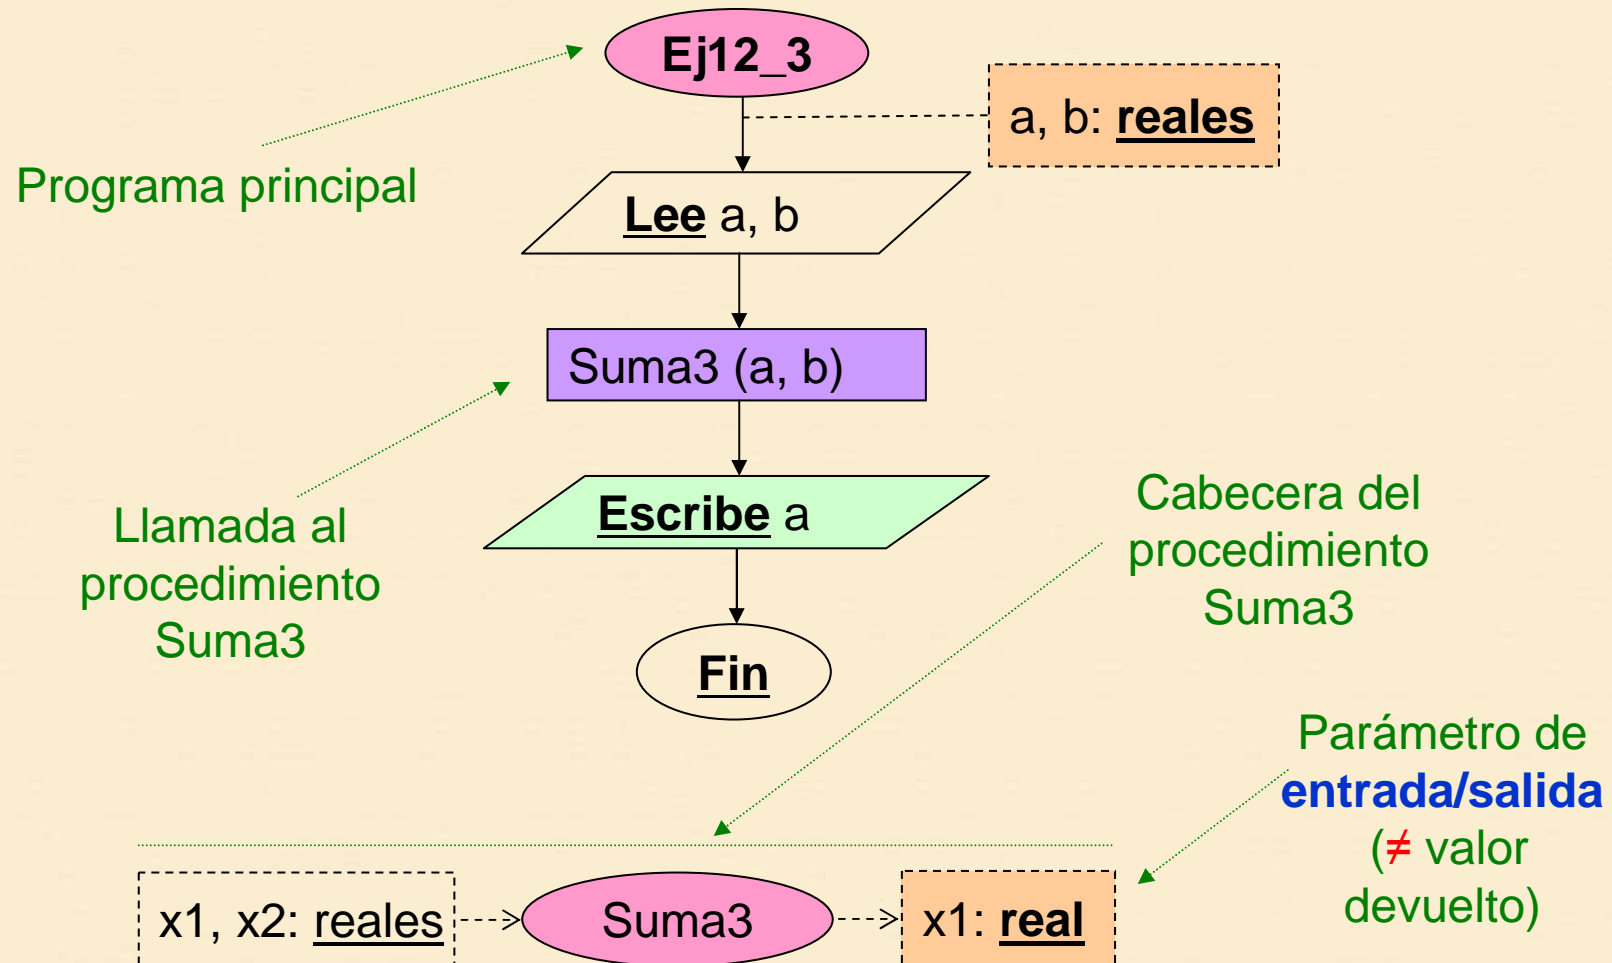 Ej12_3
a, b: reales
Programa principal
Lee a, b
Suma3 (a, b)
Llamada al
procedimiento
Suma3
Escribe a
Cabecera del
procedimiento
Suma3
Fin
Parámetro de
entrada/salida
(≠ valor
devuelto)
x1, x2: reales
Suma3
x1: real